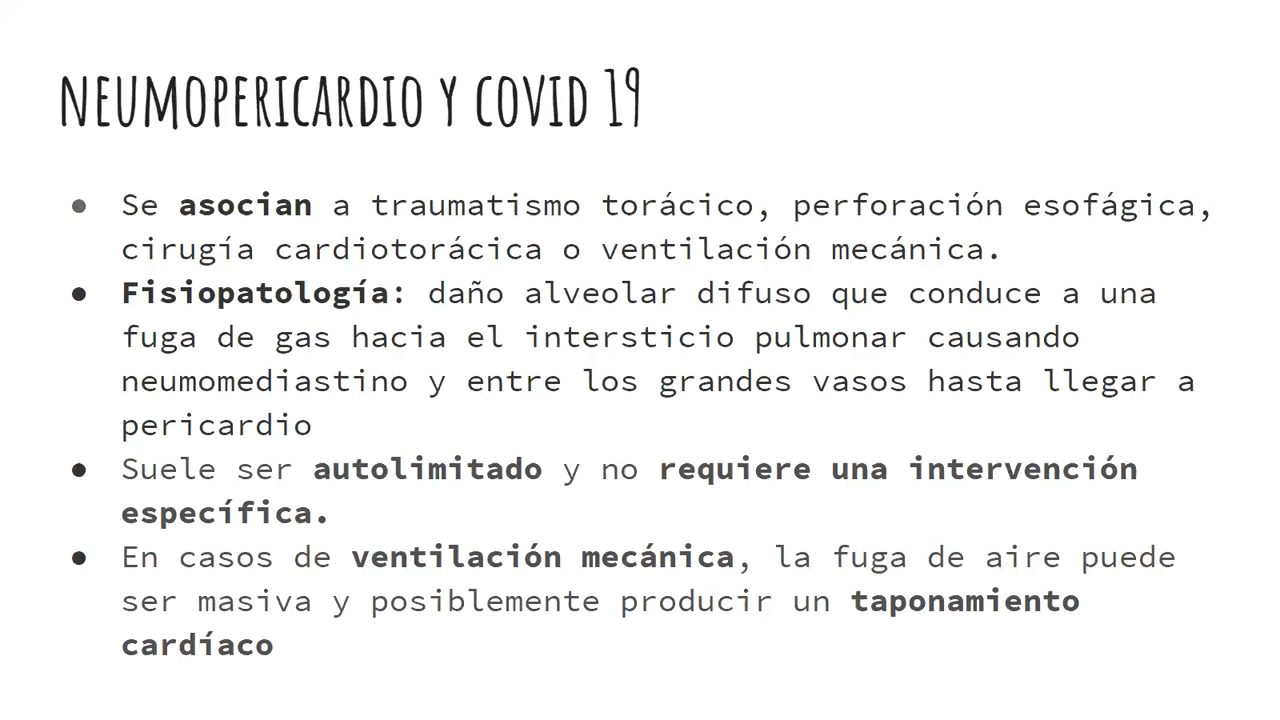 NEUMOPERICARDIO Y COVID 19
● Se asocian a traumatismo torácico, perforación esofágica,
cirugía cardiotorácica o ventilación mecánica.
● Fisiopatología: daño alveolar difuso que conduce a una
fuga de gas hacia el intersticio pulmonar causando
neumomediastino y entre los grandes vasos hasta llegar a
pericardio
● Suele ser autolimitado y no requiere una intervención
específica.
● En casos de ventilación mecánica, la fuga de aire puede
ser masiva y posiblemente producir un taponamiento
cardíaco